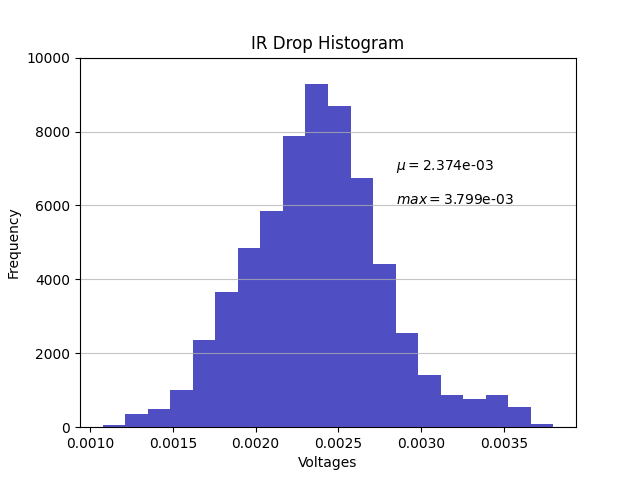 IR Drop Histogram
10000
8000
6000
4000
2000
0
Frequency
μ = 2.374e-03
max = 3.799e-03
0.0010 0.0015 0.0020 0.0025 0.0030 0.0035
Voltages